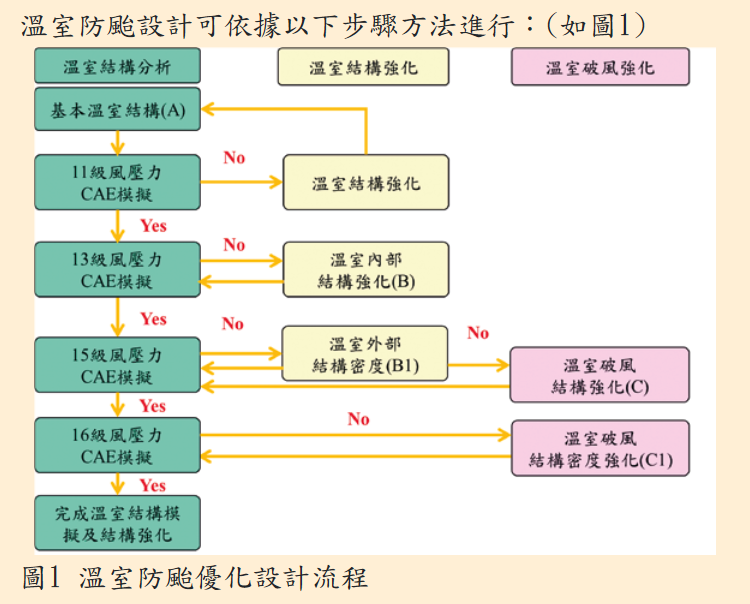 溫室防颱設計可依據以下步驟方法進行：(如圖1)
溫室結構分析
溫室結構強化
溫室破風強化
基本溫室結構(A)
No
11級風壓力
CAE模擬
溫室結構強化
Yes
No
13級風壓力
CAE模擬
溫室內部
結構強化(B)
Yes
No
溫室外部
結構密度(B1)
No
15級風壓力
CAE模擬
溫室破風
結構強化(C)
Yes
No
16級風壓力
CAE模擬
溫室破風
結構密度強化(C1)
Yes
完成溫室結構模
擬及結構強化
圖1 溫室防颱優化設計流程